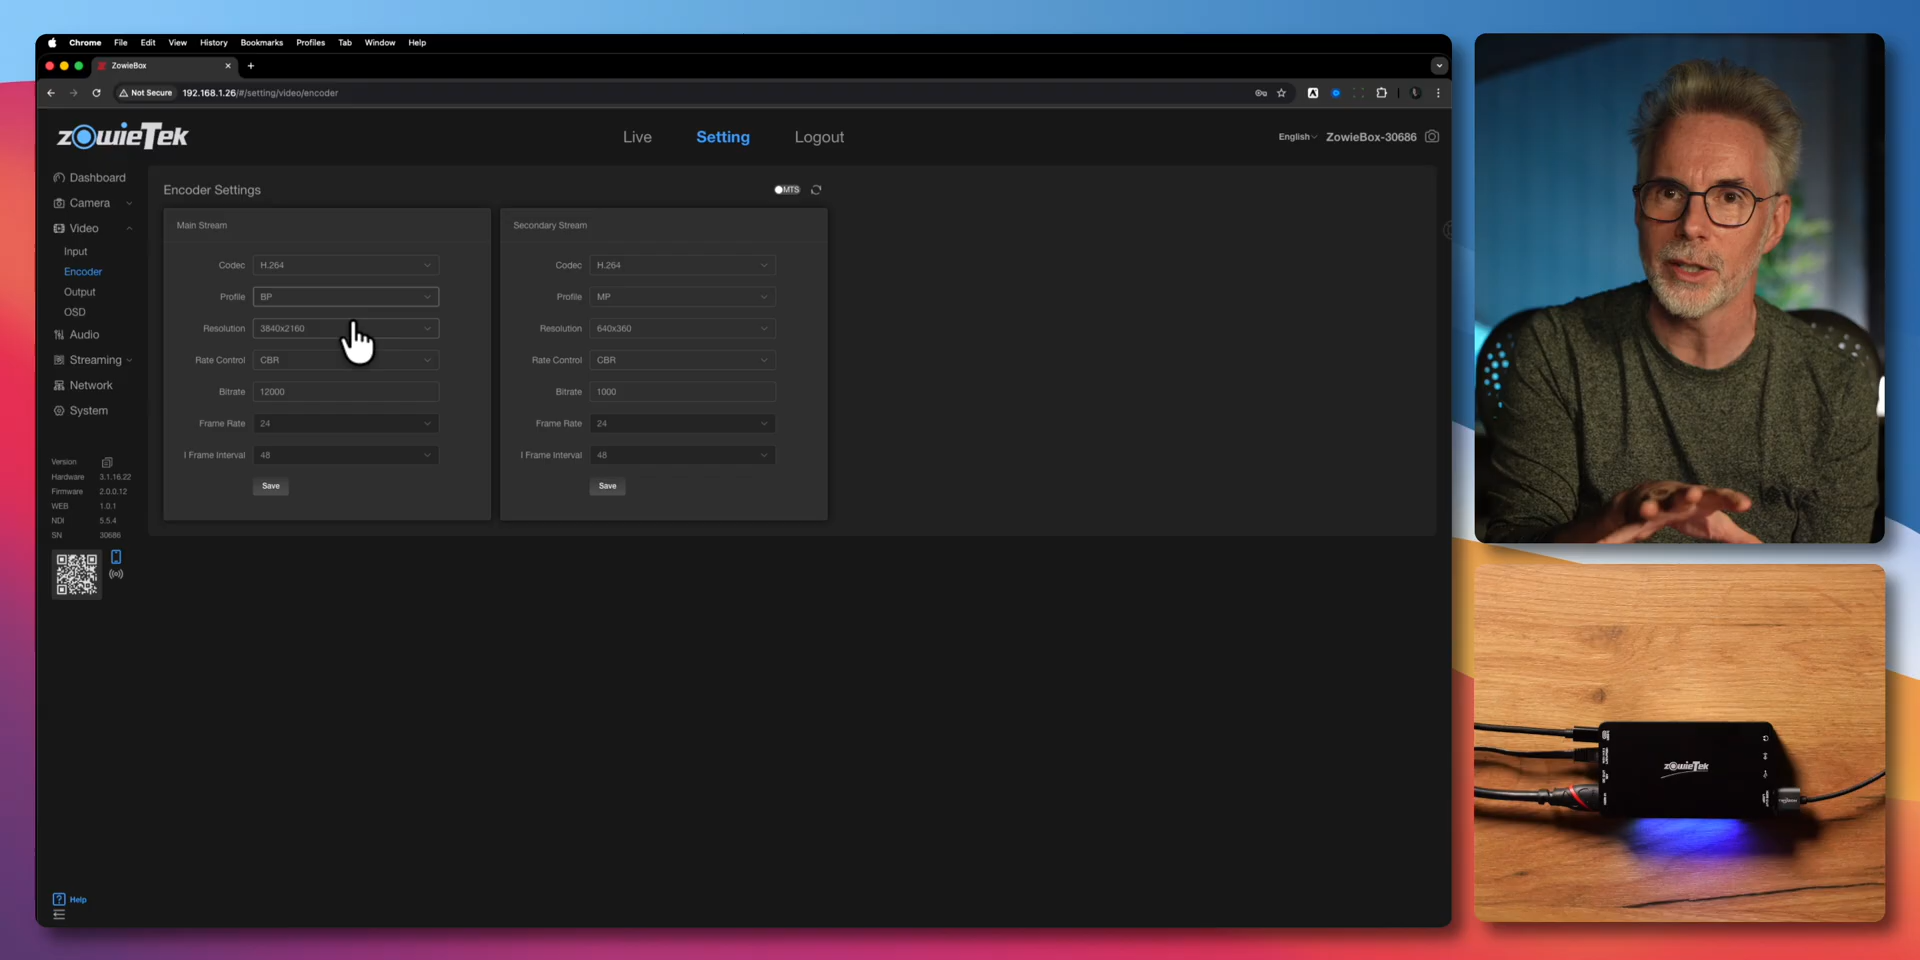 Chrome File Edit View History Bookmarks Profiles Tab Window Help
ZowieBox
Not Secure 192.168.1.26/#/setting/video/encoder
zowieTek
Live Setting Logout
English ZowieBox-30686
Dashboard
Camera
Video
Input
Encoder
Output
OSD
Audio
Streaming
Network
System
Version
Hardware 3.1.16.22
Firmware 2.0.0.12
WEB 1.0.1
NDI 5.5.4
SN 30686
Help
Encoder Settings
MTS
Main Stream
Codec H.264
Profile BP
Resolution 3840x2160
Rate Control CBR
Bitrate 12000
Frame Rate 24
I Frame Interval 48
Save
Secondary Stream
Codec H.264
Profile MP
Resolution 640x360
Rate Control CBR
Bitrate 1000
Frame Rate 24
I Frame Interval 48
Save
zowieTek